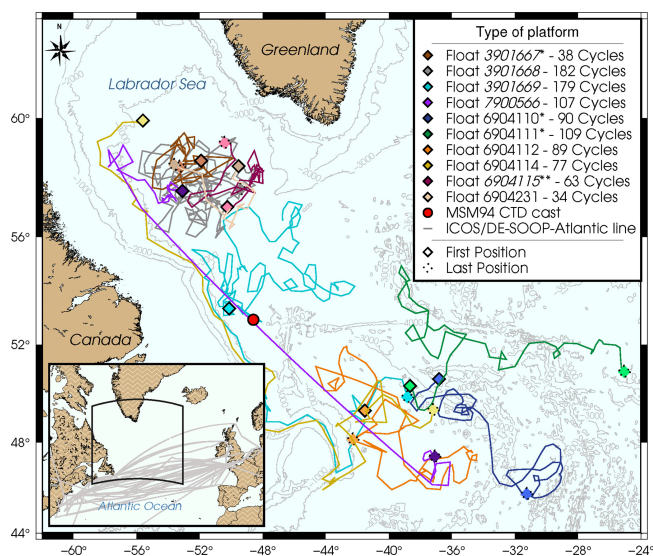 Greenland
Labrador Sea
Canada
Atlantic Ocean
Type of platform
Float 3901667* - 38 Cycles
Float 3901668 - 182 Cycles
Float 3901669 - 179 Cycles
Float 7900566 - 107 Cycles
Float 6904110* - 90 Cycles
Float 6904111* - 109 Cycles
Float 6904112 - 89 Cycles
Float 6904114 - 77 Cycles
Float 6904115** - 63 Cycles
Float 6904231 - 34 Cycles
MSM94 CTD cast
ICOS/DE-SOOP-Atlantic line
First Position
Last Position
60°
56°
52°
48°
44°
−60° −56° −52° −48° −44° −40° −36° −32° −28° −24°